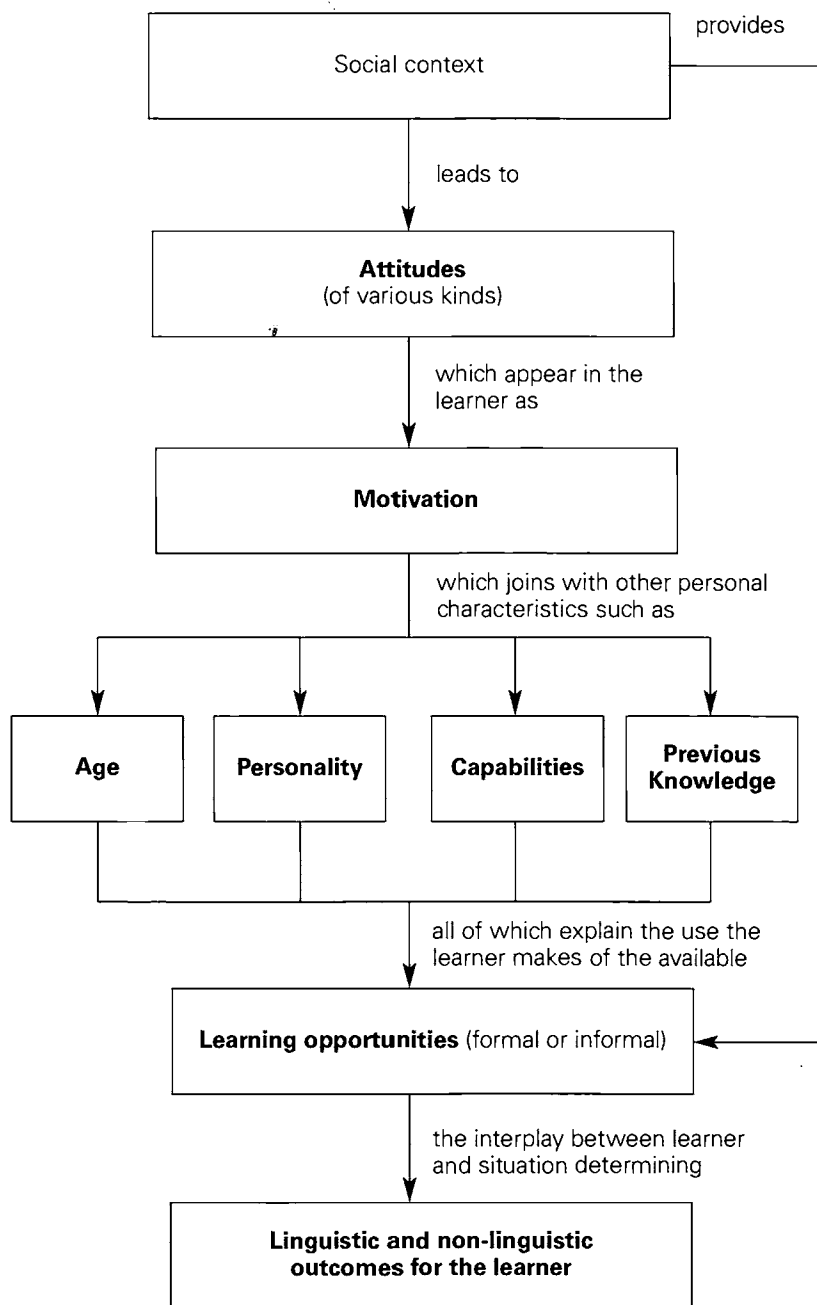 provides
Social context
leads to
Attitudes
(of various kinds)
which appear in the
learner as
Motivation
which joins with other personal
characteristics such as
Age
Personality
Capabilities
Previous
Knowledge
all of which explain the use the
learner makes of the available
Learning opportunities (formal or informal)
the interplay between learner
and situation determining
Linguistic and non-linguistic
outcomes for the learner